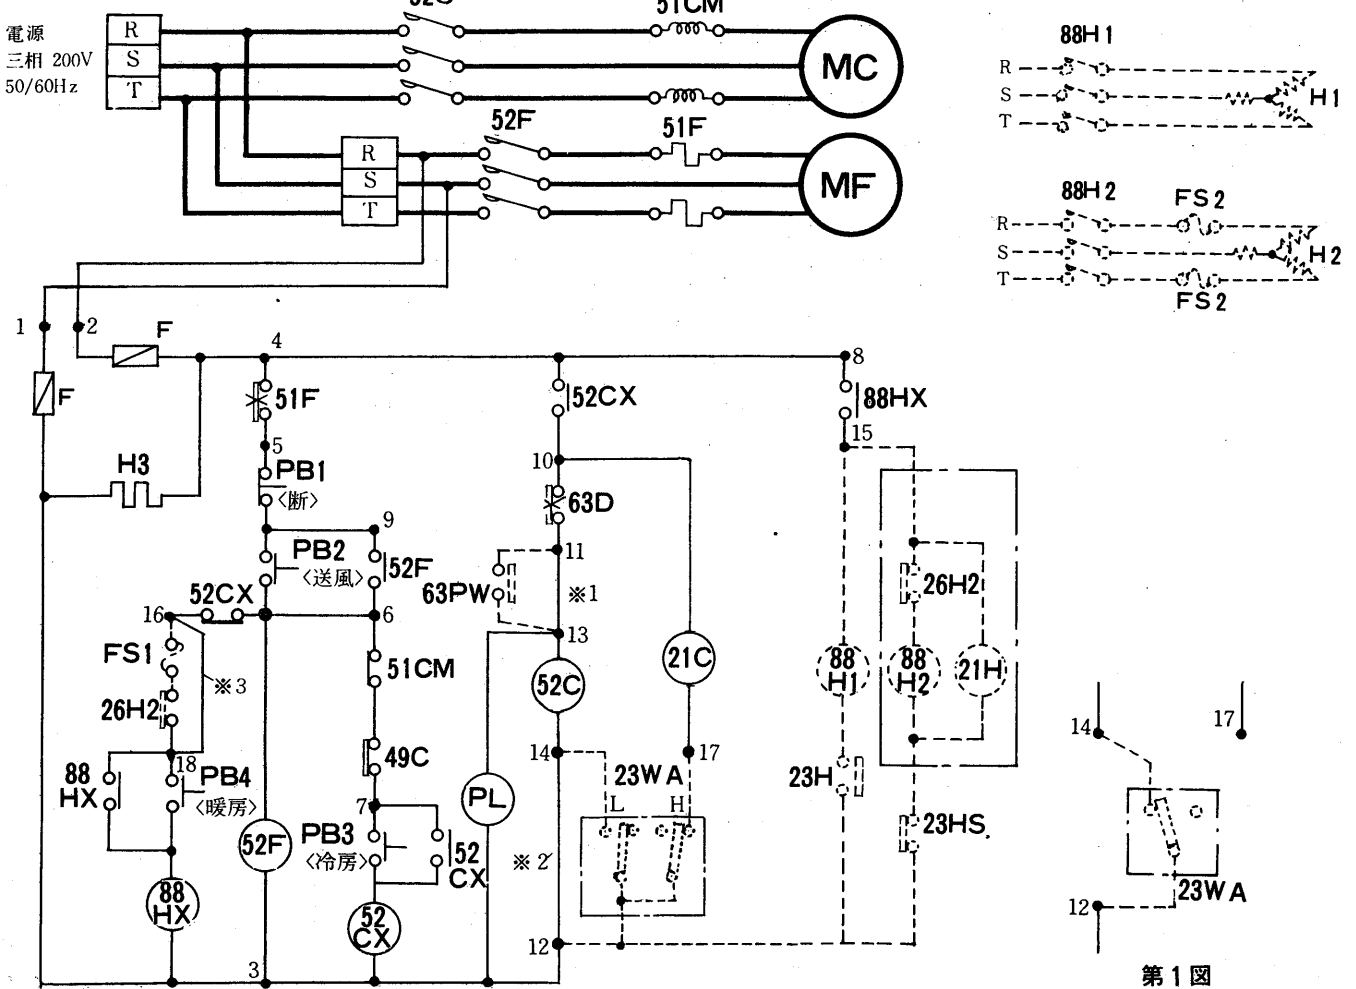 52C
51CM
電源
三相 200V
50/60Hz
R
S
T
MC
52F
51F
R
S
T
MF
88H1
R
S
T
H1
88H2
FS2
R
S
T
H2
FS2
1
2
F
F
4
8
51F
52CX
88HX
5
15
H3
PB1
〈断〉
10
63D
9
PB2
〈送風〉
52F
11
63PW
※1
26H2
52CX
16
6
13
FS1
※3
51CM
52C
21C
88
H1
88
H2
21H
26H2
14
17
14
17
18
49C
88
HX
PB4
〈暖房〉
PL
23WA
L
H
23H
7
PB3
〈冷房〉
52
CX
※2
23HS
52F
88
HX
52
CX
23WA
12
12
3
第1図